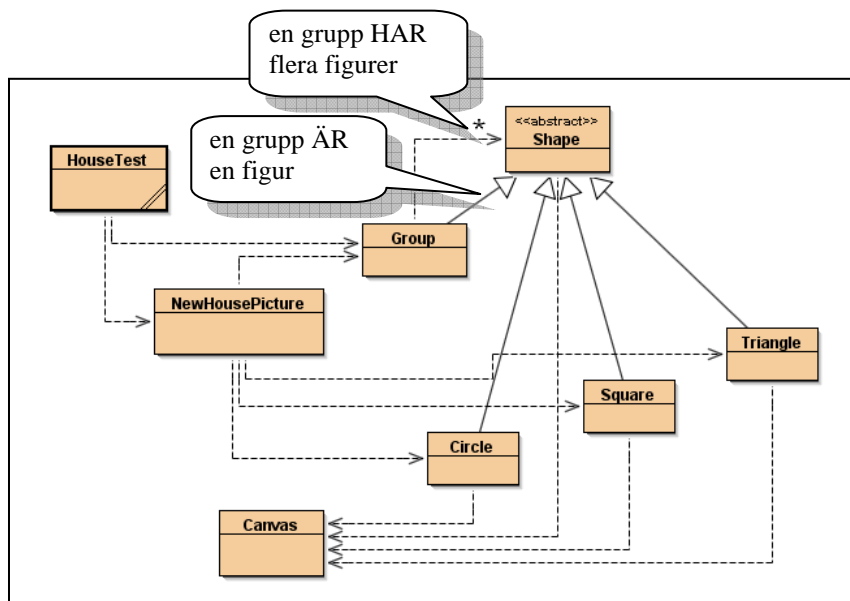 en grupp HAR
flera figurer
<<abstract>>
Shape
*
en grupp ÄR
en figur
HouseTest
Group
NewHousePicture
Triangle
Square
Circle
Canvas